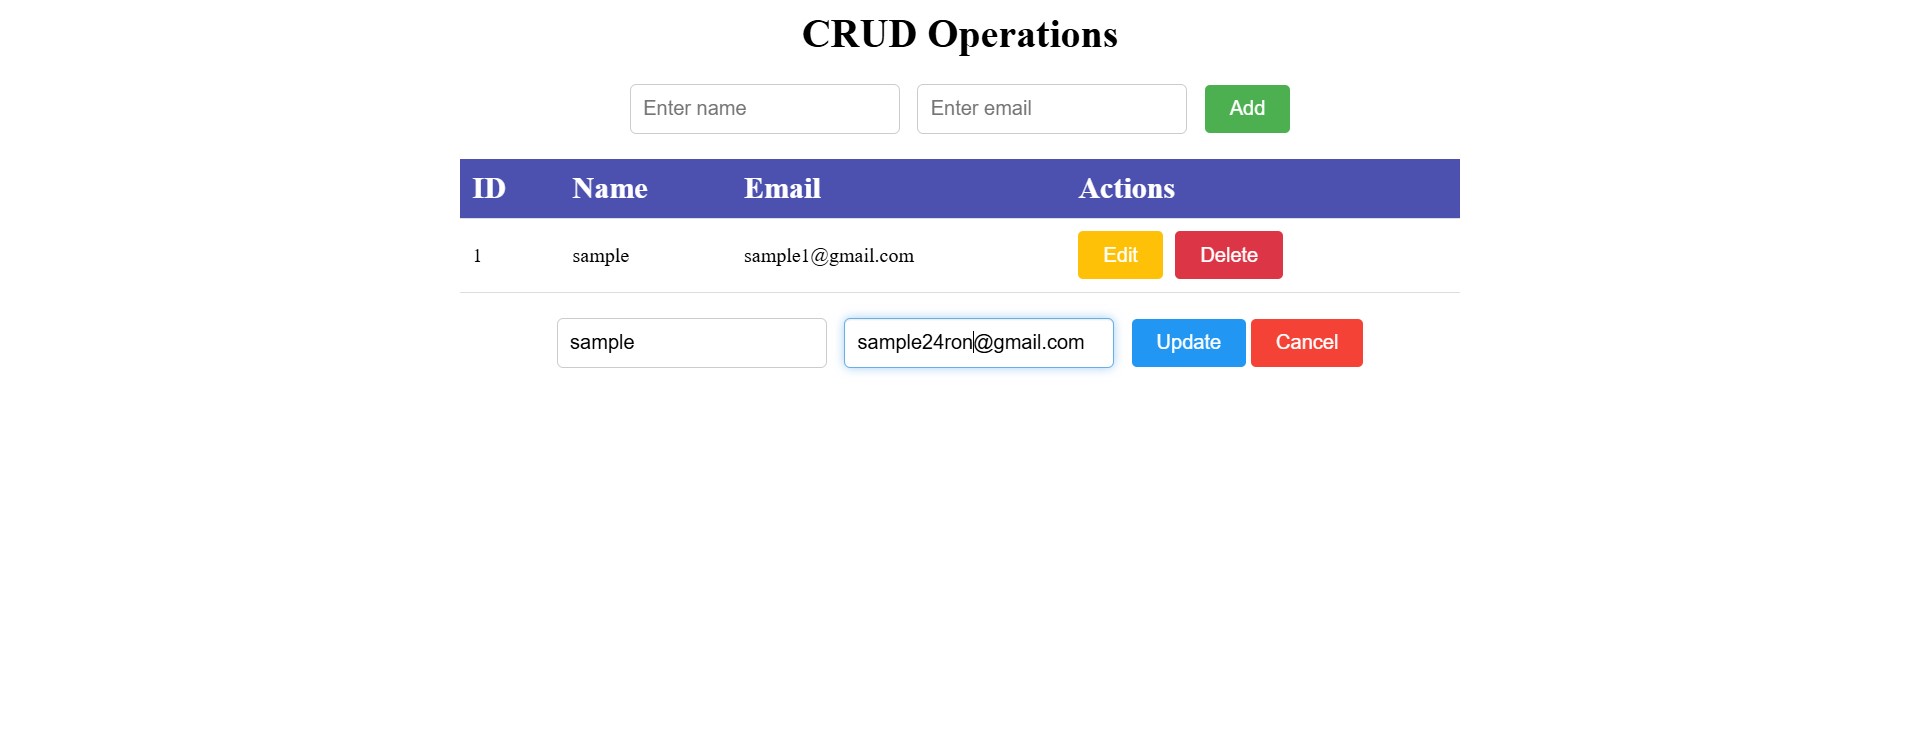 CRUD Operations
Enter name Enter email Add
ID Name Email Actions
1 sample sample1@gmail.com Edit Delete
sample sample24ron@gmail.com Update Cancel